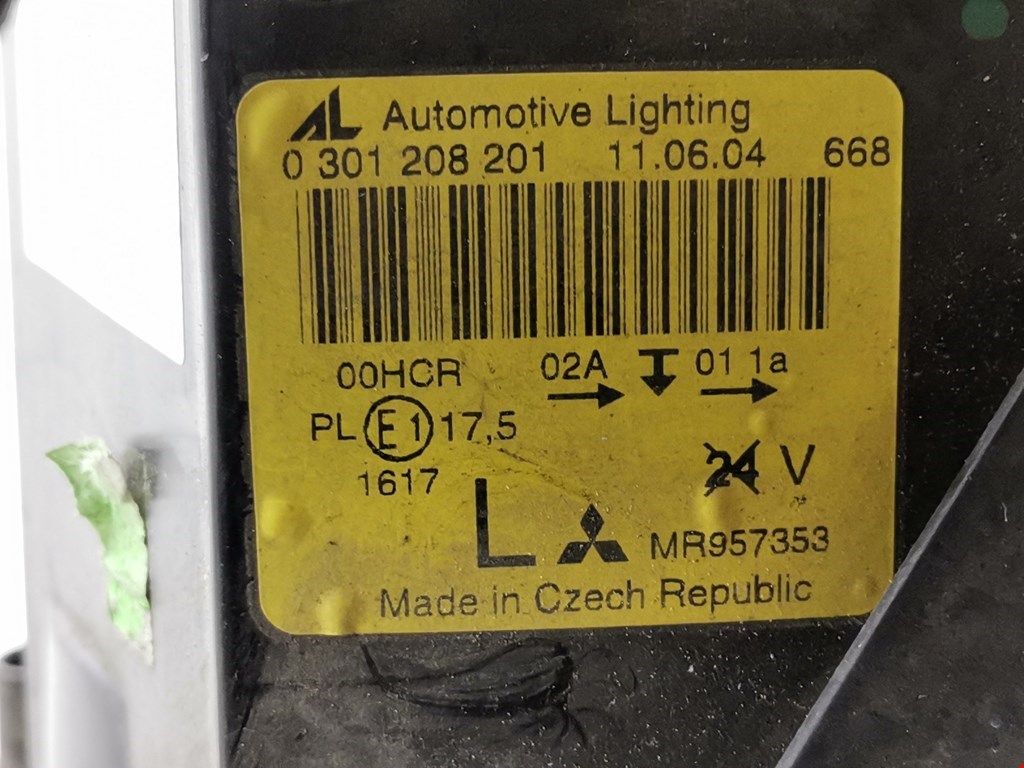 AL Automotive Lighting
0 301 208 201 11.06.04 668
00HCR 02A 01 1a
PL E1 17,5
1617 24 V
L MR957353
Made in Czech Republic